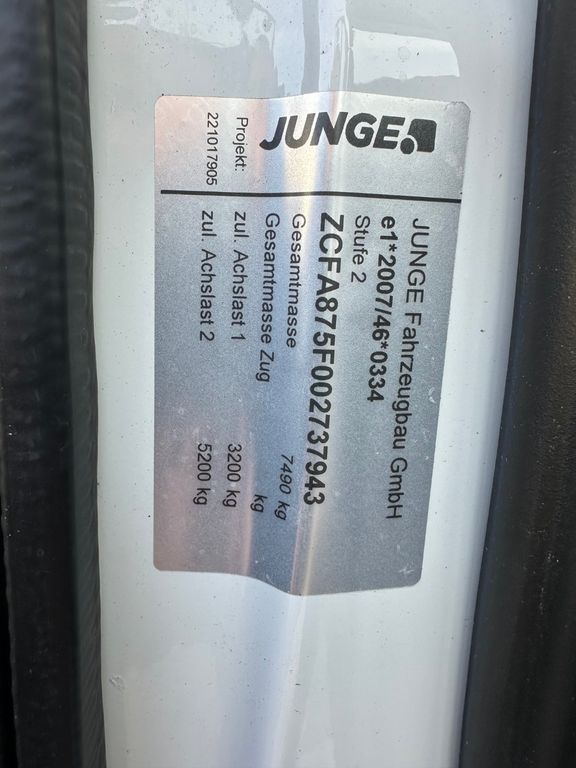 JUNGE
Projekt:
221017905
JUNGE Fahrzeugbau GmbH
e1*2007/46*0334
Stufe 2
ZCFA875F002737943
Gesamtmasse 7490 kg
Gesamtmasse Zug kg
zul. Achslast 1 3200 kg
zul. Achslast 2 5200 kg